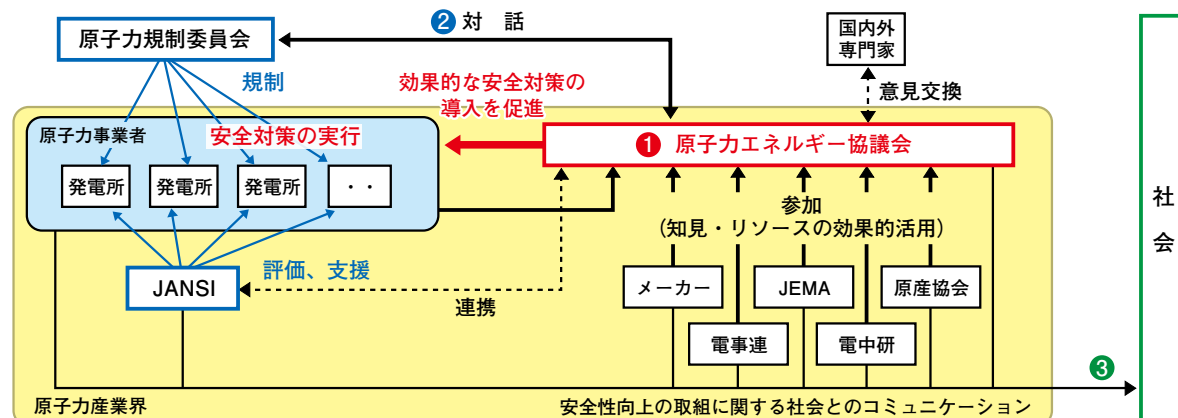 原子力規制委員会
❷ 対　話
国内外
専門家
社
会
規制
効果的な安全対策の
導入を促進
意見交換
原子力事業者
安全対策の実行
❶ 原子力エネルギー協議会
発電所
発電所
発電所
・・
参加
（知見・リソースの効果的活用）
評価、支援
JANSI
連携
メーカー
JEMA
原産協会
電事連
電中研
❸
原子力産業界
安全性向上の取組に関する社会とのコミュニケーション